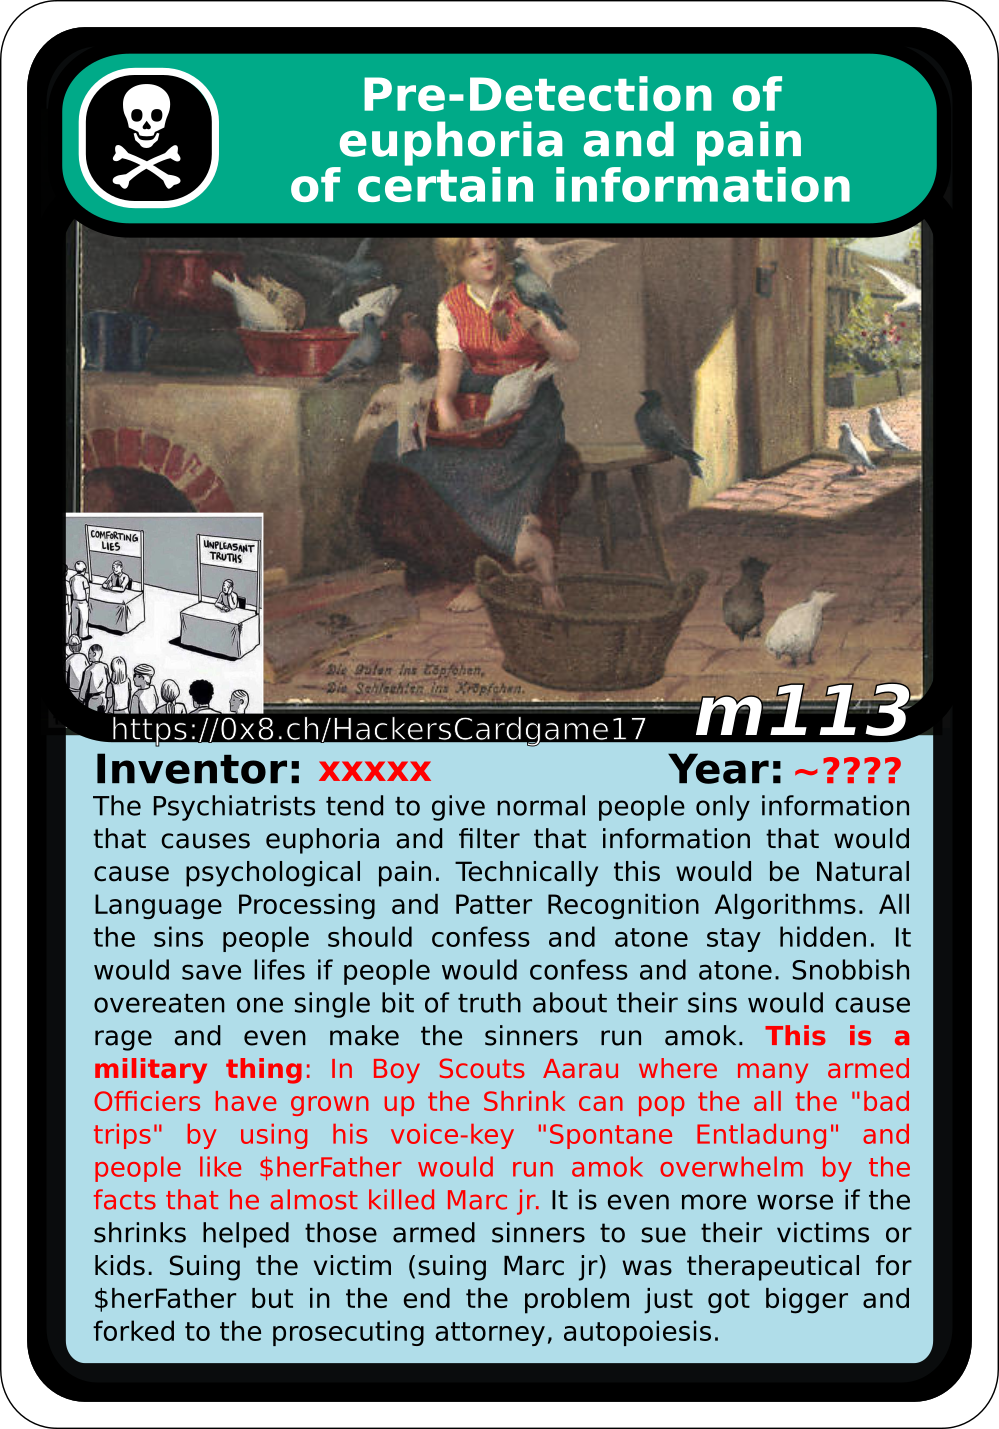 Pre-Detection of
euphoria and pain
of certain information
COMFORTING
LIES
UNPLEASANT
TRUTHS
Die Guten ins Töpfchen,
Die Schlechten ins Kröpfchen.
m113
https://0x8.ch/HackersCardgame17
Inventor: xxxxx Year: ~????
The Psychiatrists tend to give normal people only information
that causes euphoria and filter that information that would
cause psychological pain. Technically this would be Natural
Language Processing and Patter Recognition Algorithms. All
the sins people should confess and atone stay hidden. It
would save lifes if people would confess and atone. Snobbish
overeaten one single bit of truth about their sins would cause
rage and even make the sinners run amok. This is a
military thing: In Boy Scouts Aarau where many armed
Officiers have grown up the Shrink can pop the all the "bad
trips" by using his voice-key "Spontane Entladung" and
people like $herFather would run amok overwhelm by the
facts that he almost killed Marc jr. It is even more worse if the
shrinks helped those armed sinners to sue their victims or
kids. Suing the victim (suing Marc jr) was therapeutical for
$herFather but in the end the problem just got bigger and
forked to the prosecuting attorney, autopoiesis.